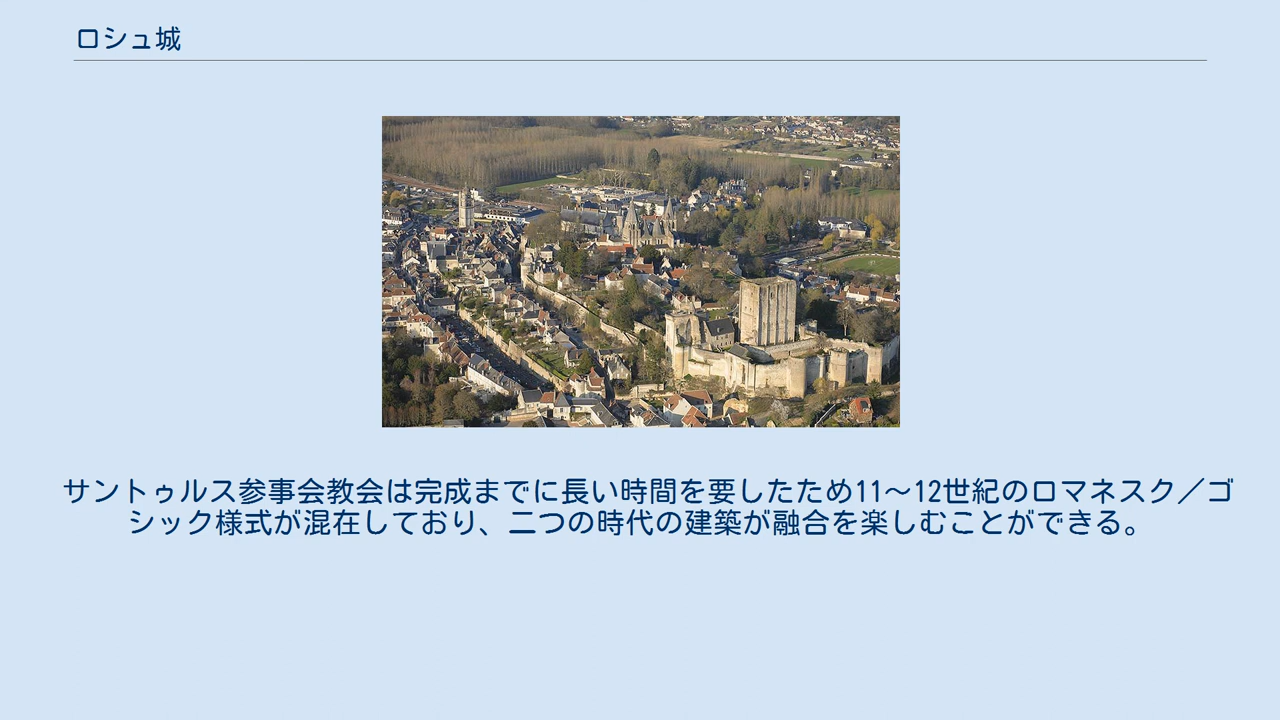 ロシュ城
サントゥルス参事会教会は完成までに長い時間を要したため11～12世紀のロマネスク／ゴ
シック様式が混在しており、二つの時代の建築が融合を楽しむことができる。